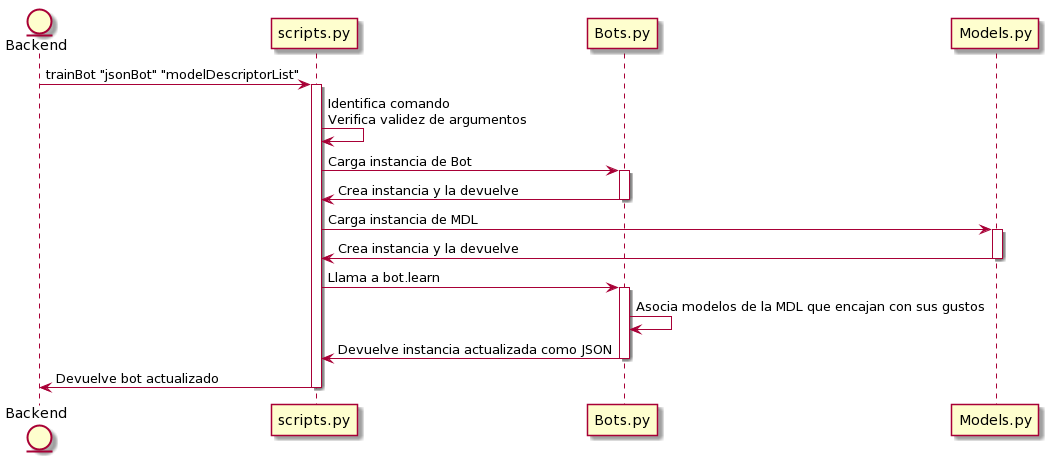 Backend
scripts.py
Bots.py
Models.py
trainBot "jsonBot" "modelDescriptorList"
Identifica comando
Verifica validez de argumentos
Carga instancia de Bot
Crea instancia y la devuelve
Carga instancia de MDL
Crea instancia y la devuelve
Llama a bot.learn
Asocia modelos de la MDL que encajan con sus gustos
Devuelve instancia actualizada como JSON
Devuelve bot actualizado
Backend
scripts.py
Bots.py
Models.py